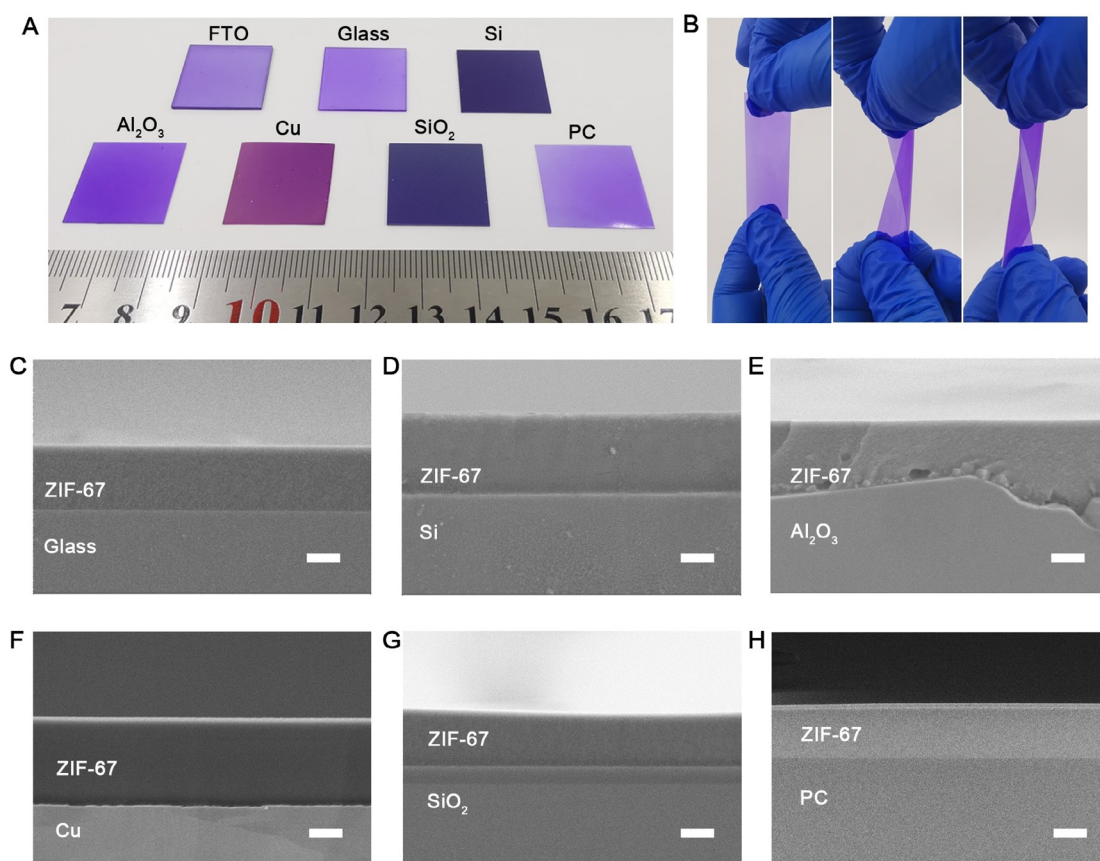 A
B
FTO Glass Si
Al₂O₃ Cu SiO₂ PC
7 8 9 10 11 12 13 14 15 16 17
C
D
E
ZIF-67
Glass
ZIF-67
Si
ZIF-67
Al₂O₃
F
G
H
ZIF-67
Cu
ZIF-67
SiO₂
ZIF-67
PC